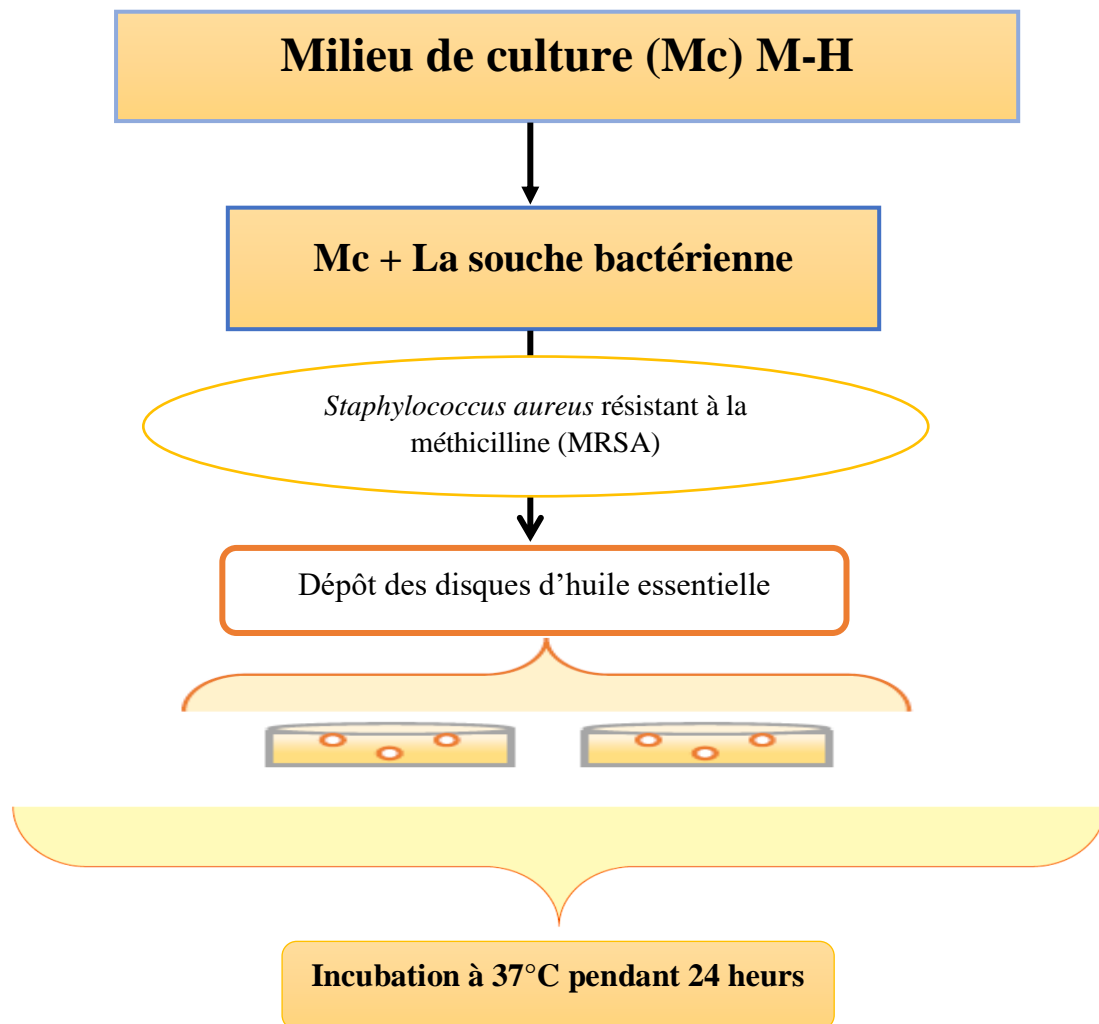 Milieu de culture (Mc) M-H
Mc + La souche bactérienne
Staphylococcus aureus résistant à la
méthicilline (MRSA)
Dépôt des disques d’huile essentielle
Incubation à 37°C pendant 24 heurs